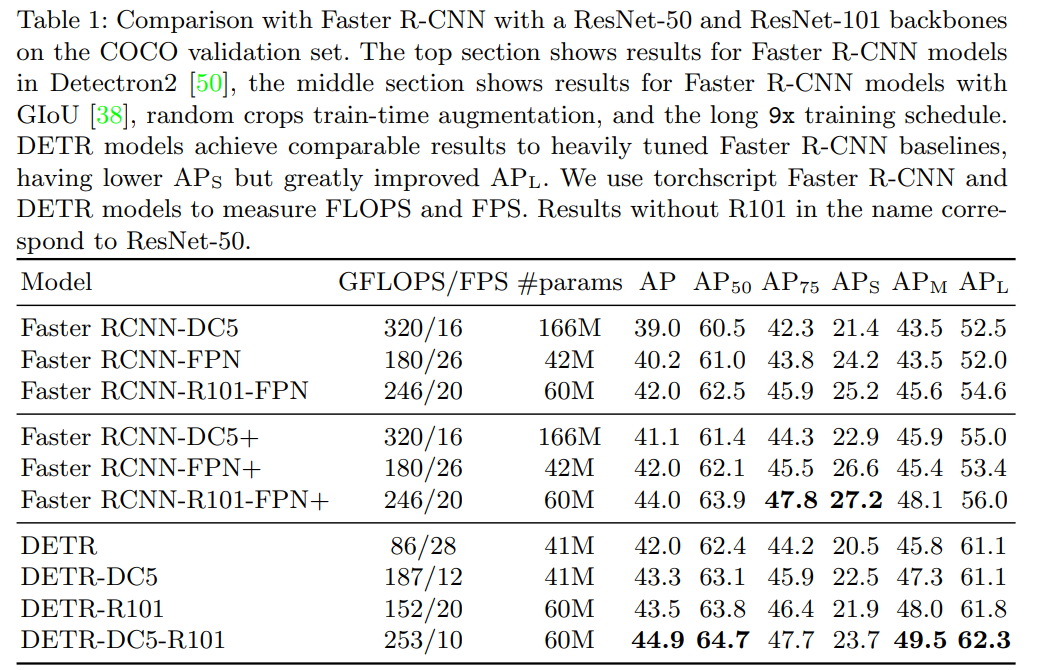 Table 1: Comparison with Faster R-CNN with a ResNet-50 and ResNet-101 backbones
on the COCO validation set. The top section shows results for Faster R-CNN models
in Detectron2 [50], the middle section shows results for Faster R-CNN models with
GIoU [38], random crops train-time augmentation, and the long 9x training schedule.
DETR models achieve comparable results to heavily tuned Faster R-CNN baselines,
having lower APS but greatly improved APL. We use torchscript Faster R-CNN and
DETR models to measure FLOPS and FPS. Results without R101 in the name corre-
spond to ResNet-50.
Model GFLOPS/FPS #params AP AP50 AP75 APS APM APL
Faster RCNN-DC5 320/16 166M 39.0 60.5 42.3 21.4 43.5 52.5
Faster RCNN-FPN 180/26 42M 40.2 61.0 43.8 24.2 43.5 52.0
Faster RCNN-R101-FPN 246/20 60M 42.0 62.5 45.9 25.2 45.6 54.6
Faster RCNN-DC5+ 320/16 166M 41.1 61.4 44.3 22.9 45.9 55.0
Faster RCNN-FPN+ 180/26 42M 42.0 62.1 45.5 26.6 45.4 53.4
Faster RCNN-R101-FPN+ 246/20 60M 44.0 63.9 47.8 27.2 48.1 56.0
DETR 86/28 41M 42.0 62.4 44.2 20.5 45.8 61.1
DETR-DC5 187/12 41M 43.3 63.1 45.9 22.5 47.3 61.1
DETR-R101 152/20 60M 43.5 63.8 46.4 21.9 48.0 61.8
DETR-DC5-R101 253/10 60M 44.9 64.7 47.7 23.7 49.5 62.3